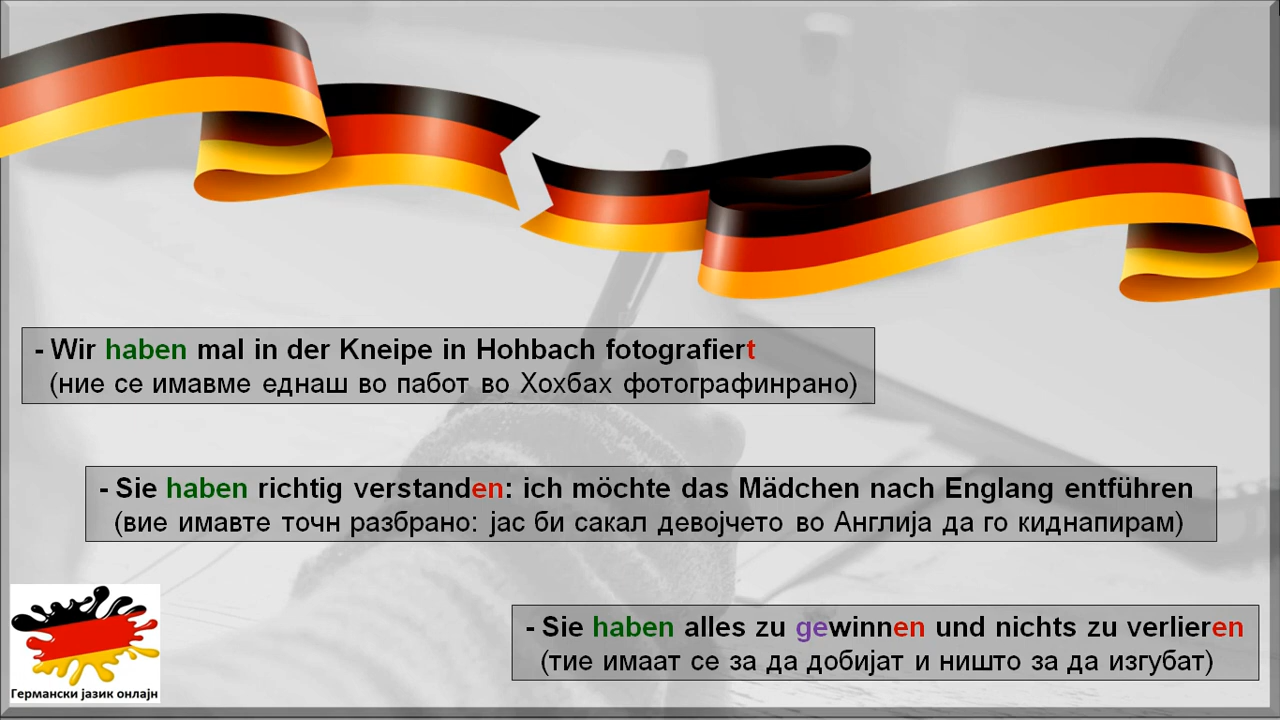 - Wir haben mal in der Kneipe in Hohbach fotografiert
(ние се имавме еднаш во пабот во Хохбах фотографинрано)
- Sie haben richtig verstanden: ich möchte das Mädchen nach Englang entführen
(вие имавте точн разбрано: јас би сакал девојчето во Англија да го киднапирам)
- Sie haben alles zu gewinnen und nichts zu verlieren
(тие имаат се за да добијат и ништо за да изгубат)
Германски јазик онлајн